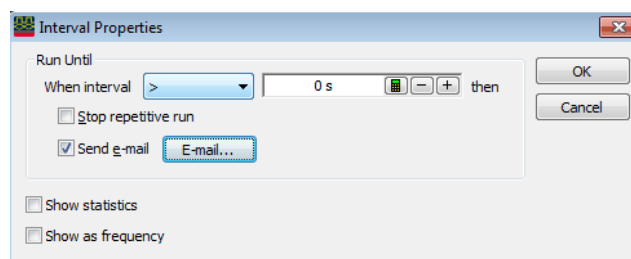 Interval Properties
Run Until
When interval > 0 s then
Stop repetitive run
Send e-mail E-mail...
Show statistics
Show as frequency
OK
Cancel